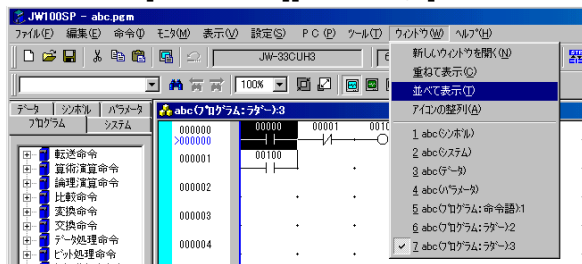 JW100SP - abc.pgm
ファイル(F) 編集(E) 命令(I) モニタ(M) 表示(V) 設定(S) PC(P) ツール(T) ウィンドウ(W) ヘルプ(H)
JW-33CUH3
100%
新しいウィンドウを開く(N)
重ねて表示(C)
並べて表示(T)
アイコンの整列(A)
1 abc(シンボル)
2 abc(システム)
3 abc(データ)
4 abc(パラメータ)
5 abc(プログラム:命令語):1
6 abc(プログラム:ラダー):2
7 abc(プログラム:ラダー):3
データ シンボル パラメータ
プログラム システム
転送命令
算術演算命令
論理演算命令
比較命令
変換命令
交換命令
データ処理命令
ビット処理命令
abc(プログラム:ラダー):3
000000 00000 00001 0010
>000000
000001 00100
000002
000003
000004